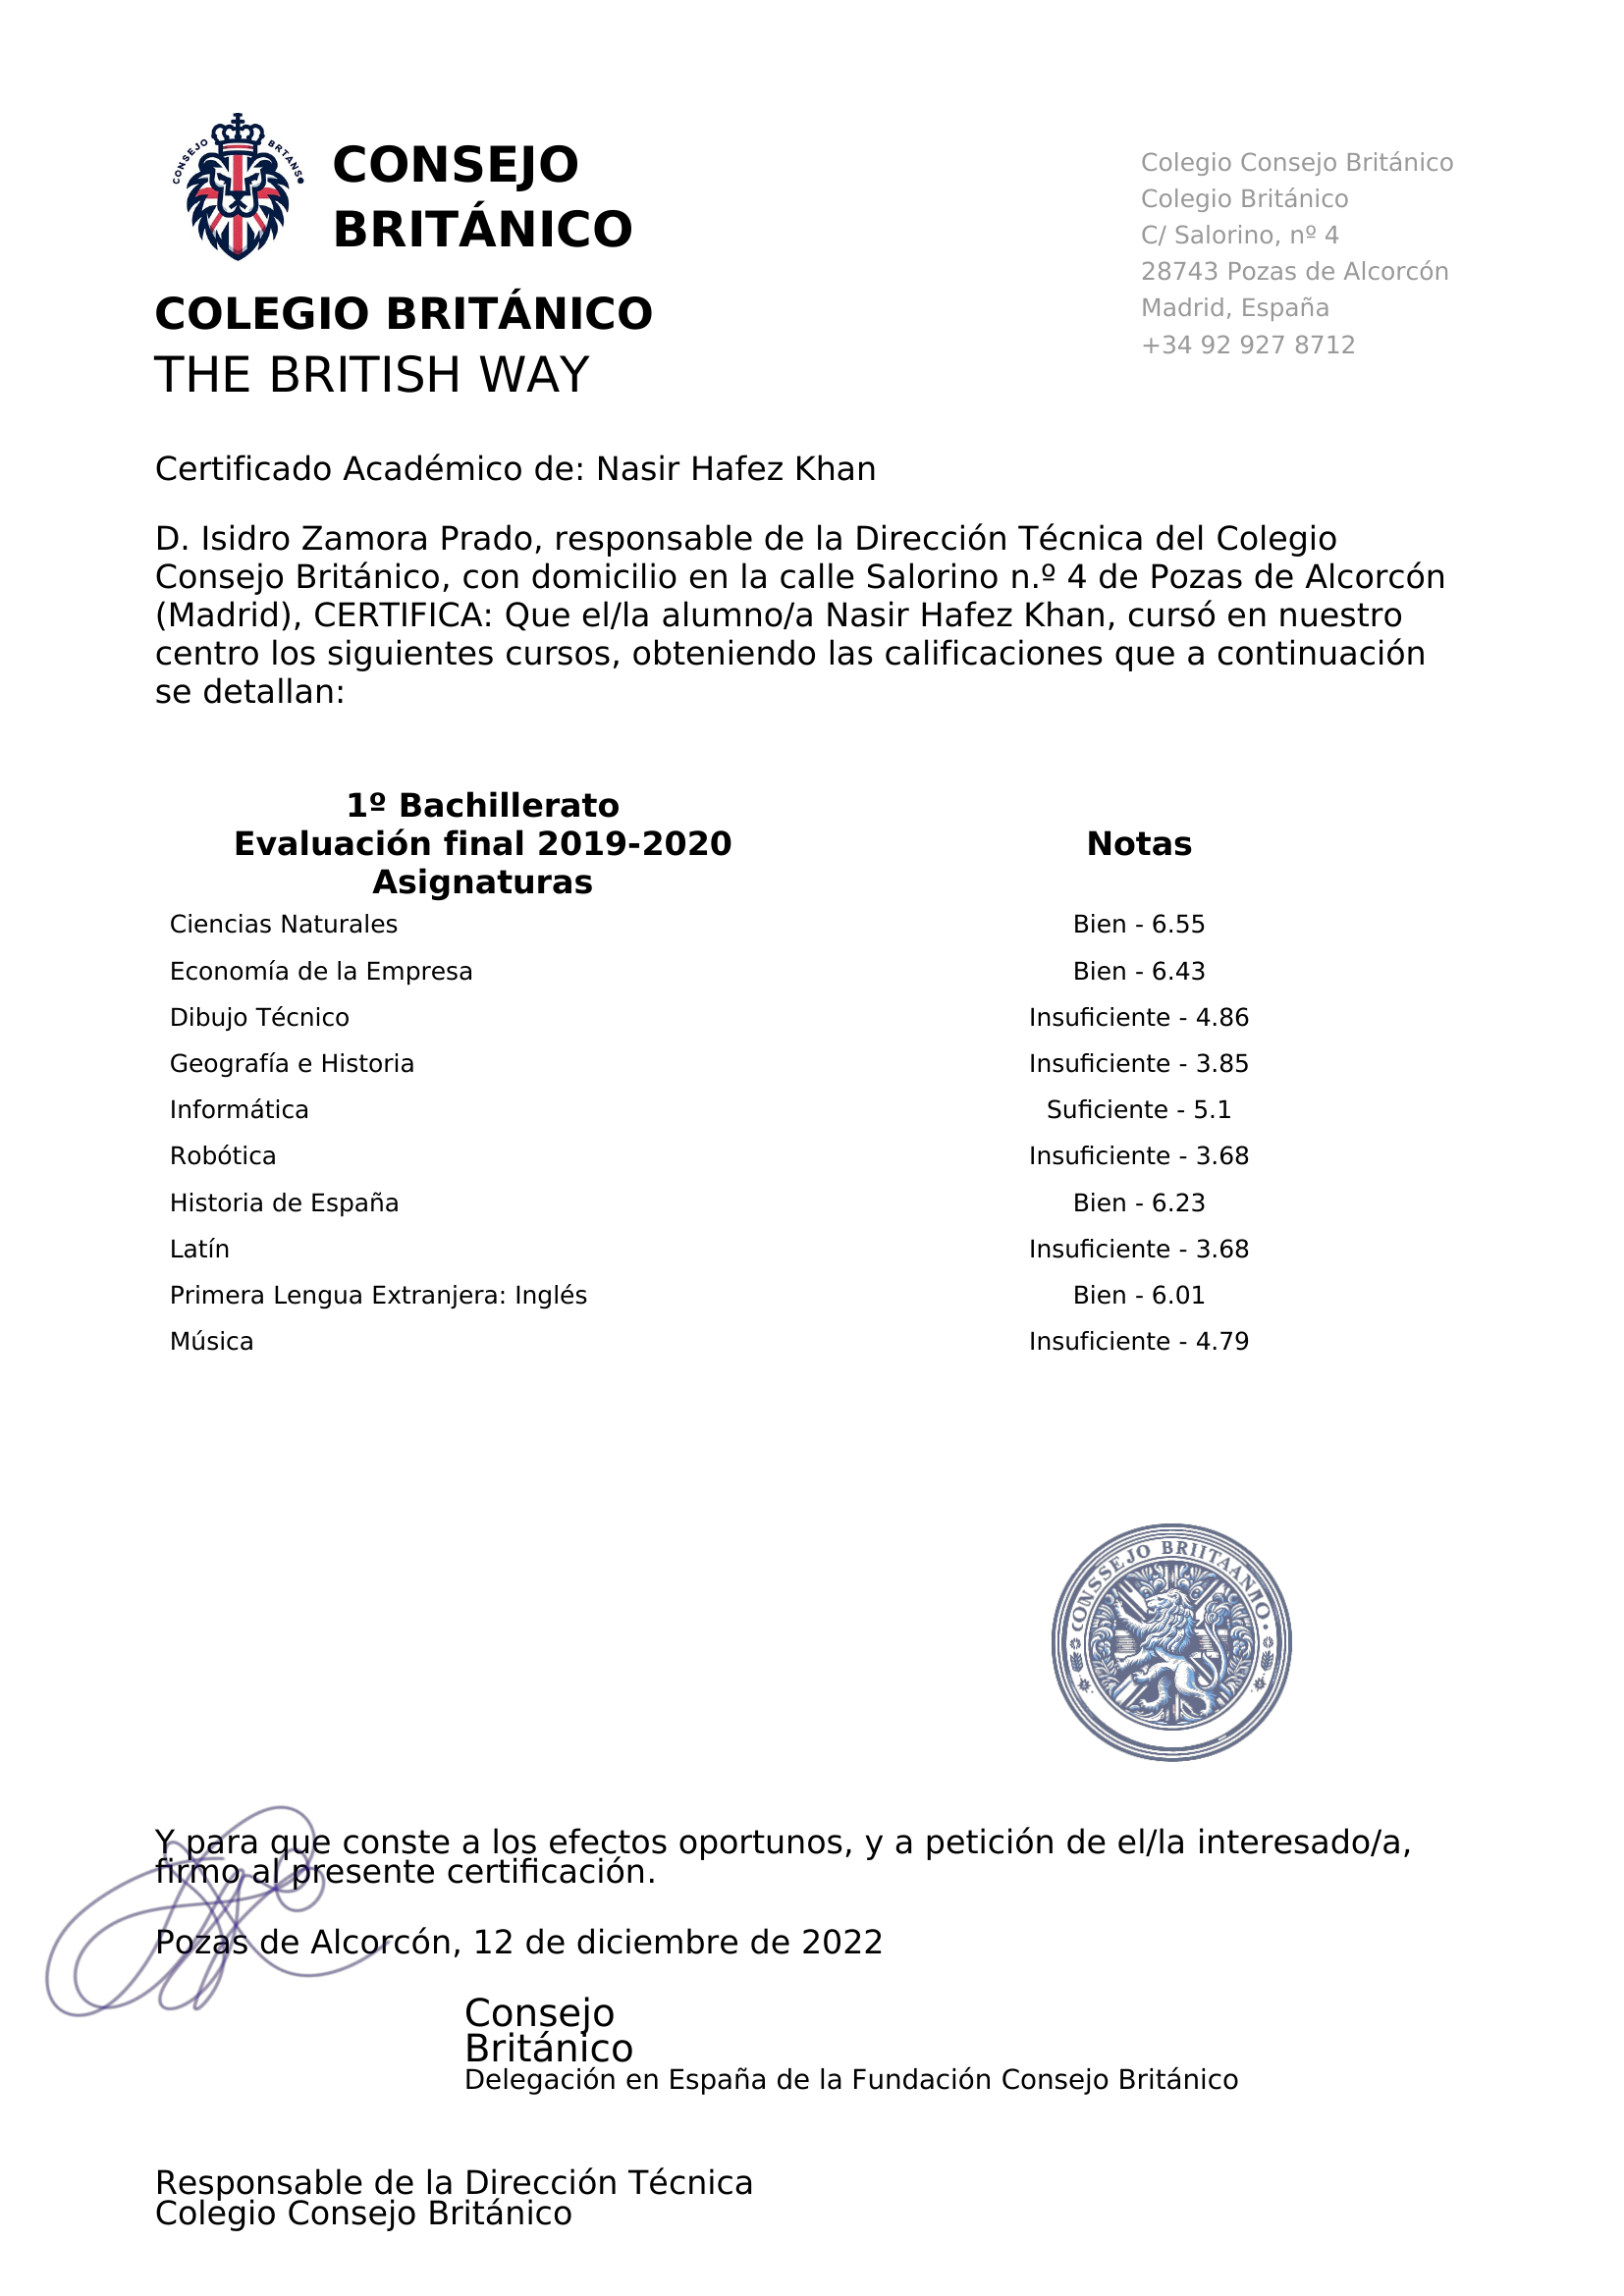 CONSEJO BRTANS
CONSEJO
BRITÁNICO
COLEGIO BRITÁNICO
THE BRITISH WAY
Colegio Consejo Británico
Colegio Británico
C/ Salorino, nº 4
28743 Pozas de Alcorcón
Madrid, España
+34 92 927 8712
Certificado Académico de: Nasir Hafez Khan
D. Isidro Zamora Prado, responsable de la Dirección Técnica del Colegio
Consejo Británico, con domicilio en la calle Salorino n.º 4 de Pozas de Alcorcón
(Madrid), CERTIFICA: Que el/la alumno/a Nasir Hafez Khan, cursó en nuestro
centro los siguientes cursos, obteniendo las calificaciones que a continuación
se detallan:
1º Bachillerato
Evaluación final 2019-2020 Notas
Asignaturas
Ciencias Naturales Bien - 6.55
Economía de la Empresa Bien - 6.43
Dibujo Técnico Insuficiente - 4.86
Geografía e Historia Insuficiente - 3.85
Informática Suficiente - 5.1
Robótica Insuficiente - 3.68
Historia de España Bien - 6.23
Latín Insuficiente - 3.68
Primera Lengua Extranjera: Inglés Bien - 6.01
Música Insuficiente - 4.79
CONSSEJO BRIITAANNO
Y para que conste a los efectos oportunos, y a petición de el/la interesado/a,
firmo al presente certificación.
Pozas de Alcorcón, 12 de diciembre de 2022
Consejo
Británico
Delegación en España de la Fundación Consejo Británico
Responsable de la Dirección Técnica
Colegio Consejo Británico